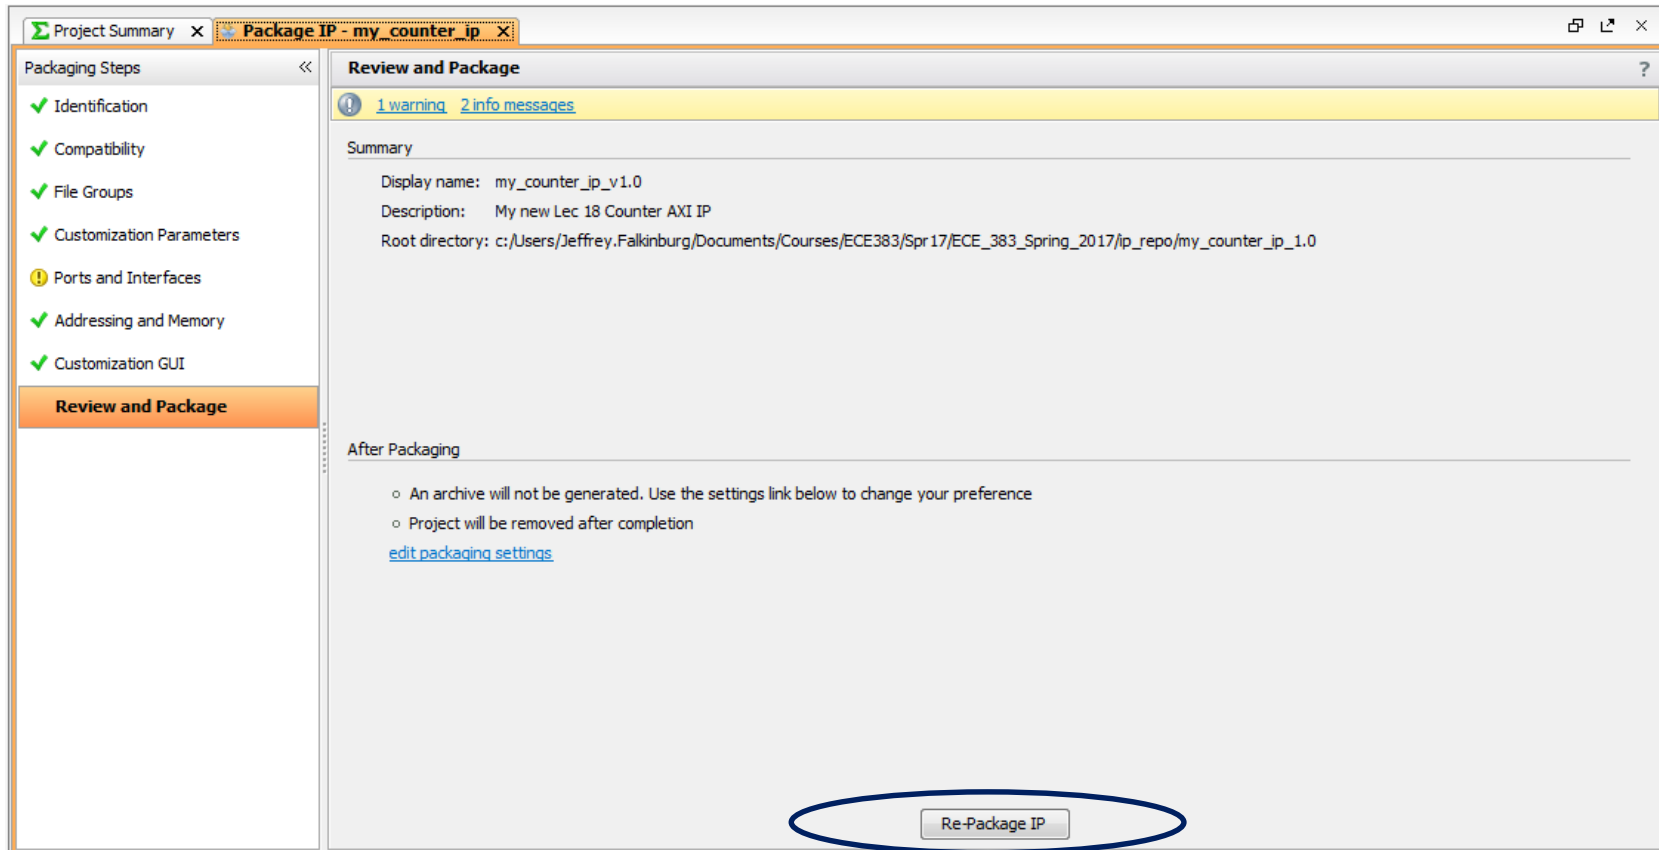 Project Summary
Package IP - my_counter_ip
Packaging Steps
Identification
Compatibility
File Groups
Customization Parameters
Ports and Interfaces
Addressing and Memory
Customization GUI
Review and Package
Review and Package
?
1 warning 2 info messages
Summary
Display name: my_counter_ip_v1.0
Description: My new Lec 18 Counter AXI IP
Root directory: c:/Users/Jeffrey.Falkinburg/Documents/Courses/ECE383/Spr17/ECE_383_Spring_2017/ip_repo/my_counter_ip_1.0
After Packaging
An archive will not be generated. Use the settings link below to change your preference
Project will be removed after completion
edit packaging settings
Re-Package IP